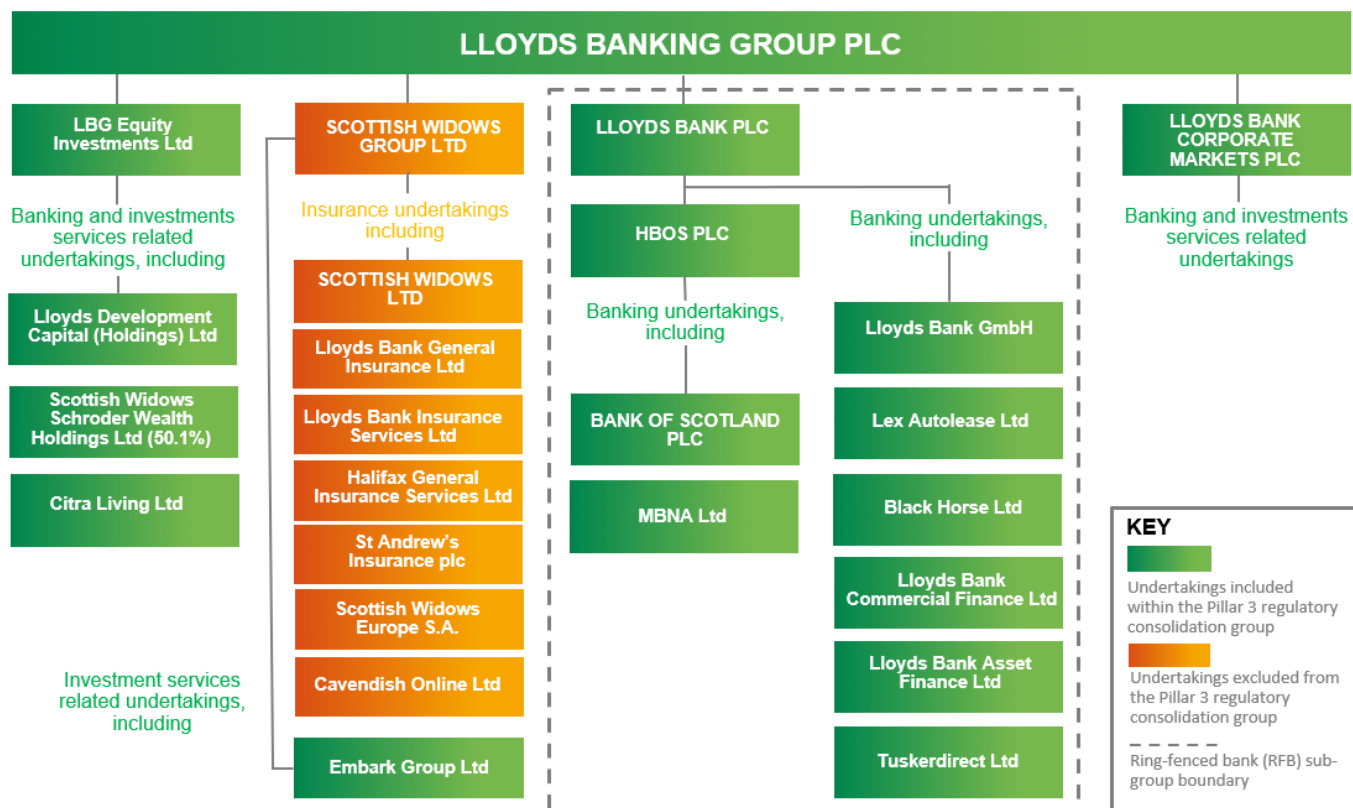 LLOYDS BANKING GROUP PLC
LBG Equity
Investments Ltd
Banking and investments
services related
undertakings, including
Lloyds Development
Capital (Holdings) Ltd
Scottish Widows
Schroder Wealth
Holdings Ltd (50.1%)
Citra Living Ltd
SCOTTISH WIDOWS
GROUP LTD
Insurance undertakings
including
SCOTTISH WIDOWS
LTD
Lloyds Bank General
Insurance Ltd
Lloyds Bank Insurance
Services Ltd
Halifax General
Insurance Services Ltd
St Andrew's
Insurance plc
Scottish Widows
Europe S.A.
Cavendish Online Ltd
Investment services
related undertakings,
including
Embark Group Ltd
LLOYDS BANK PLC
HBOS PLC
Banking undertakings,
including
BANK OF SCOTLAND
PLC
MBNA Ltd
Banking undertakings,
including
Lloyds Bank GmbH
Lex Autolease Ltd
Black Horse Ltd
Lloyds Bank
Commercial Finance Ltd
Lloyds Bank Asset
Finance Ltd
Tuskerdirect Ltd
LLOYDS BANK
CORPORATE
MARKETS PLC
Banking and investments
services related
undertakings
KEY
Undertakings included
within the Pillar 3 regulatory
consolidation group
Undertakings excluded from
the Pillar 3 regulatory
consolidation group
Ring-fenced bank (RFB) sub-
group boundary